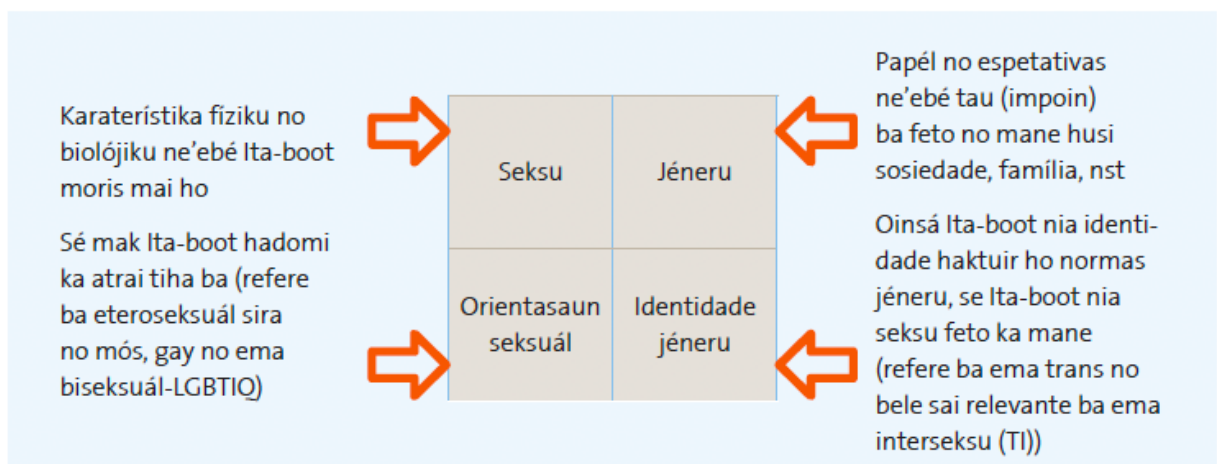 Karaterístika fíziku no
biolójiku ne’ebé Ita-boot
moris mai ho
Sé mak Ita-boot hadomi
ka atrai tiha ba (refere
ba eteroseksuál sira
no mós, gay no ema
biseksuál-LGBTIQ)
Seksu
Jéneru
Orientasaun
seksuál
Identidade
jéneru
Papél no espetativas
ne’ebé tau (impoin)
ba feto no mane husi
sosiedade, família, nst
Oinsá Ita-boot nia identi-
dade haktuir ho normas
jéneru, se Ita-boot nia
seksu feto ka mane
(refere ba ema trans no
bele sai relevante ba ema
interseksu (TI))